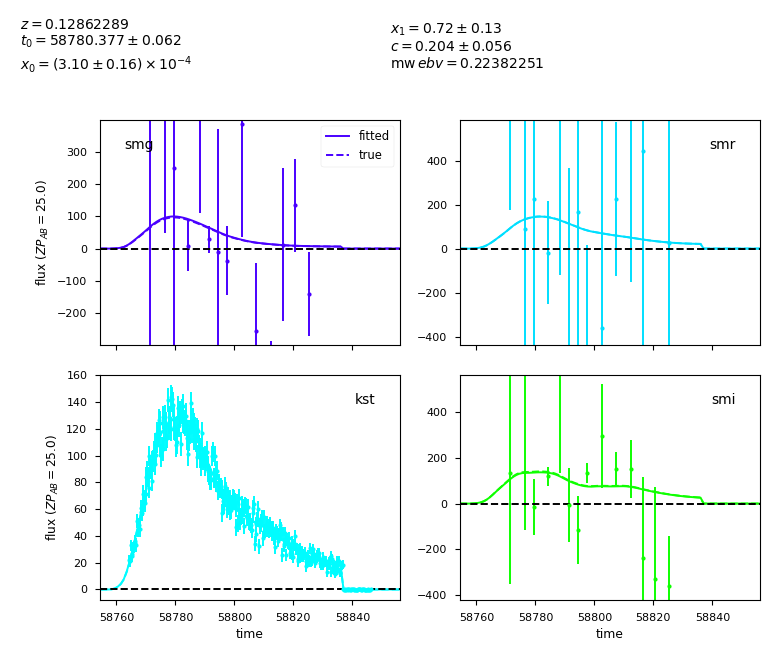 z = 0.12862289
t₀ = 58780.377 ± 0.062
x₀ = (3.10 ± 0.16) × 10⁻⁴
x₁ = 0.72 ± 0.13
c = 0.204 ± 0.056
mw ebv = 0.22382251
smg
fitted
true
300
200
100
0
−100
−200
flux (ZP_AB = 25.0)
smr
400
200
0
−200
−400
kst
160
140
120
100
80
60
40
20
0
flux (ZP_AB = 25.0)
58760 58780 58800 58820 58840
time
smi
400
200
0
−200
−400
58760 58780 58800 58820 58840
time